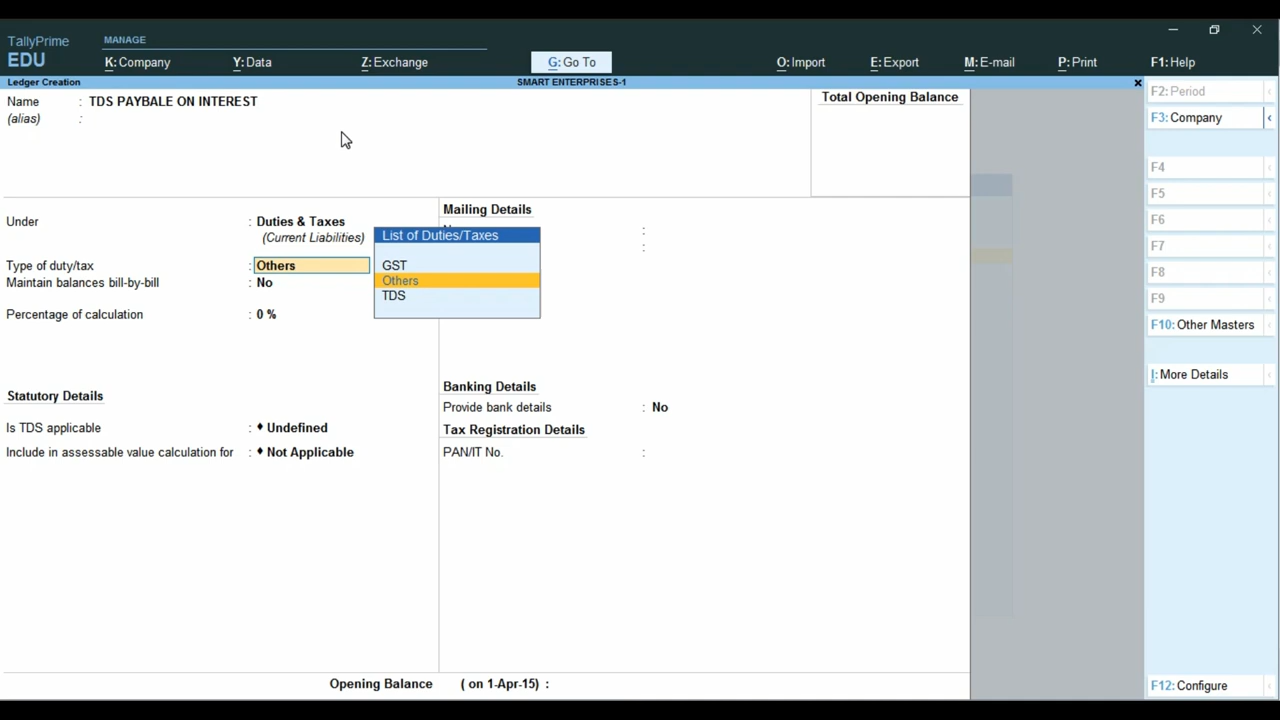 TallyPrime
EDU
MANAGE
K: Company
Y: Data
Z: Exchange
G: Go To
O: Import
E: Export
M: E-mail
P: Print
F1: Help
Ledger Creation
SMART ENTERPRISES-1
×
Name : TDS PAYBALE ON INTEREST
(alias) :
Total Opening Balance
Under : Duties & Taxes
(Current Liabilities)
Type of duty/tax : Others
Maintain balances bill-by-bill : No
Percentage of calculation : 0 %
List of Duties/Taxes
GST
Others
TDS
Mailing Details
:
:
Statutory Details
Is TDS applicable : ♦ Undefined
Include in assessable value calculation for : ♦ Not Applicable
Banking Details
Provide bank details : No
Tax Registration Details
PAN/IT No. :
Opening Balance ( on 1-Apr-15) :
F2: Period
F3: Company
F4
F5
F6
F7
F8
F9
F10: Other Masters
I: More Details
F12: Configure